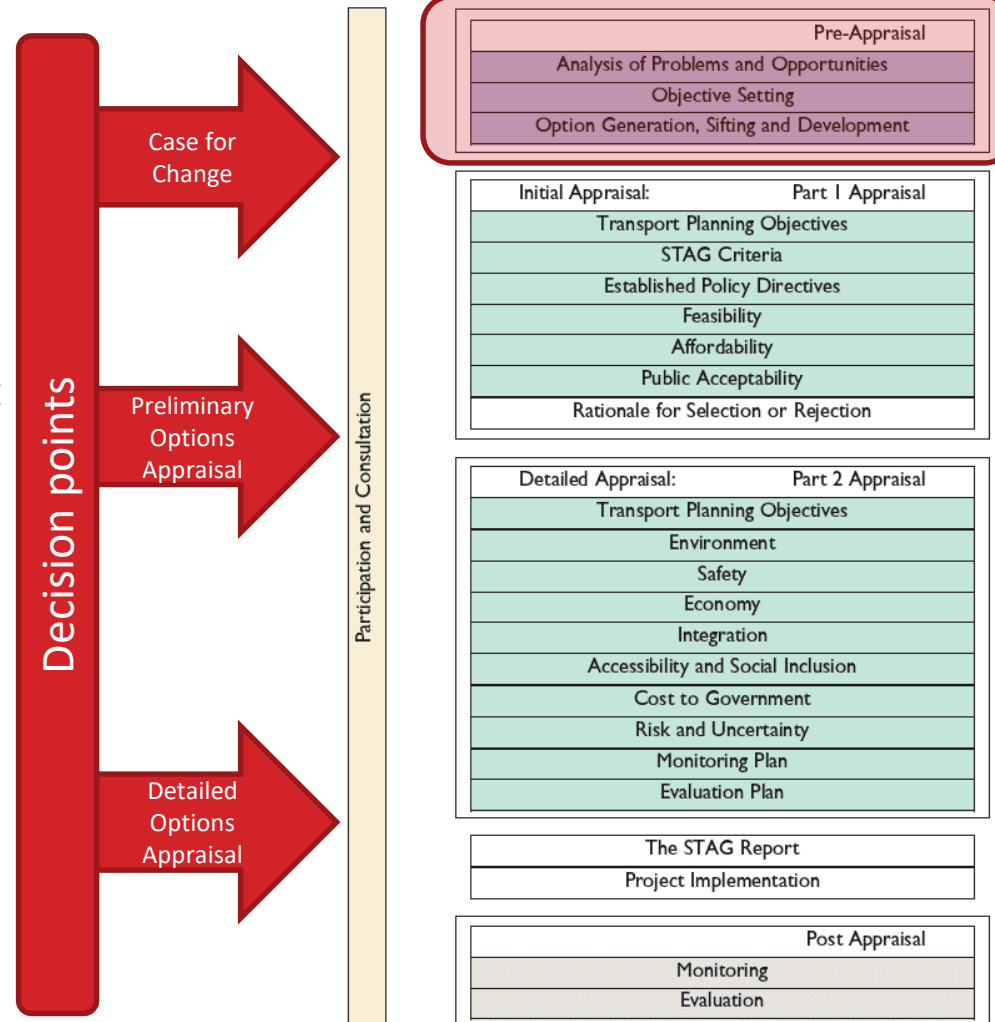 Decision points
Case for
Change
Preliminary
Options
Appraisal
Detailed
Options
Appraisal
Participation and Consultation
Pre-Appraisal
Analysis of Problems and Opportunities
Objective Setting
Option Generation, Sifting and Development
Initial Appraisal: Part 1 Appraisal
Transport Planning Objectives
STAG Criteria
Established Policy Directives
Feasibility
Affordability
Public Acceptability
Rationale for Selection or Rejection
Detailed Appraisal: Part 2 Appraisal
Transport Planning Objectives
Environment
Safety
Economy
Integration
Accessibility and Social Inclusion
Cost to Government
Risk and Uncertainty
Monitoring Plan
Evaluation Plan
The STAG Report
Project Implementation
Post Appraisal
Monitoring
Evaluation